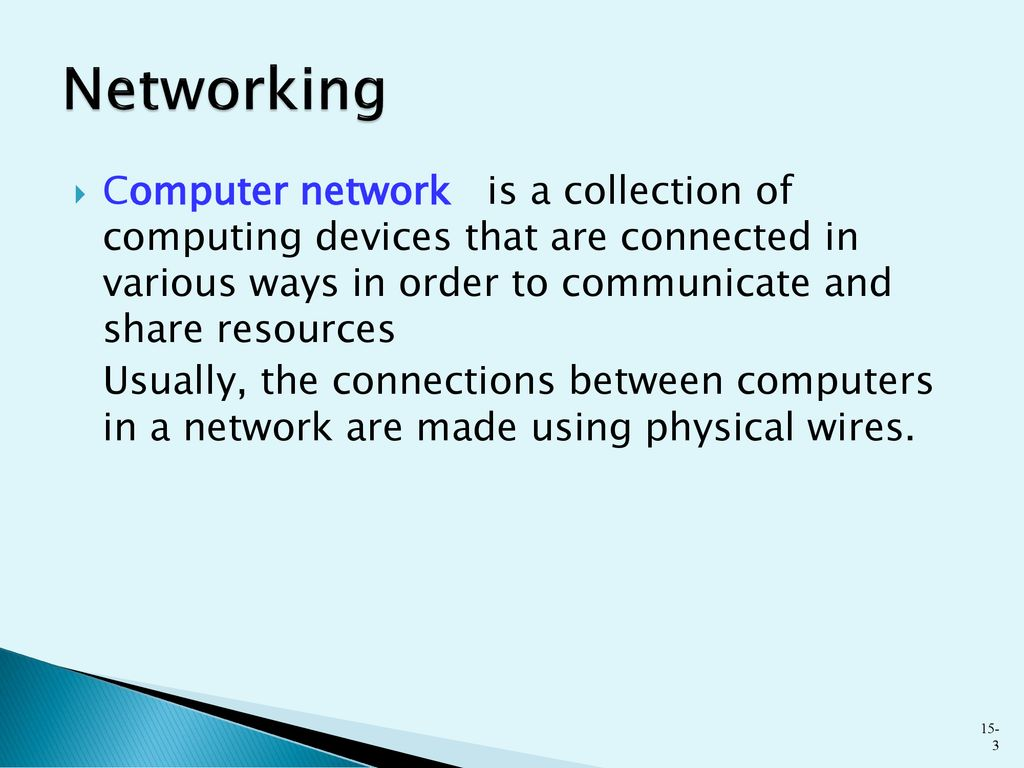 Networking
Computer network is a collection of
computing devices that are connected in
various ways in order to communicate and
share resources
Usually, the connections between computers
in a network are made using physical wires.
15-
3